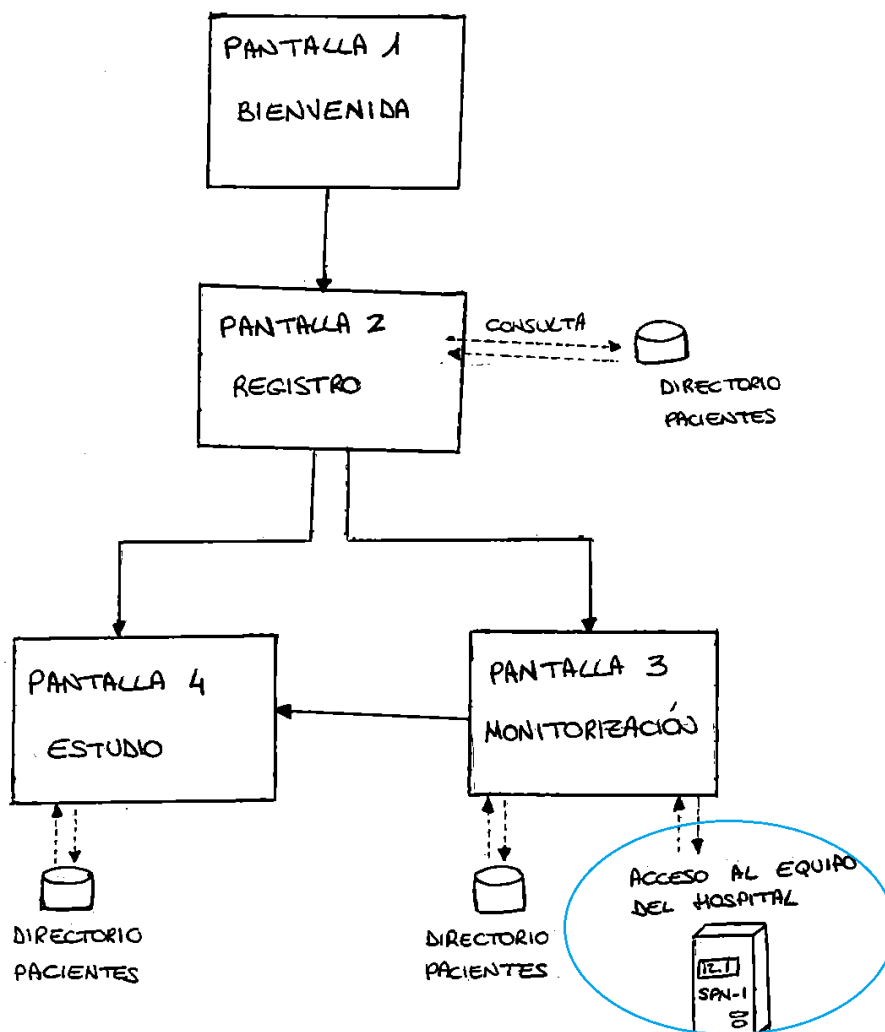 PANTALLA 1
BIENVENIDA
PANTALLA 2
REGISTRO
CONSULTA
DIRECTORIO
PACIENTES
PANTALLA 4
ESTUDIO
PANTALLA 3
MONITORIZACIÓN
DIRECTORIO
PACIENTES
DIRECTORIO
PACIENTES
ACCESO AL EQUIPO
DEL HOSPITAL
12.1
SPN-1